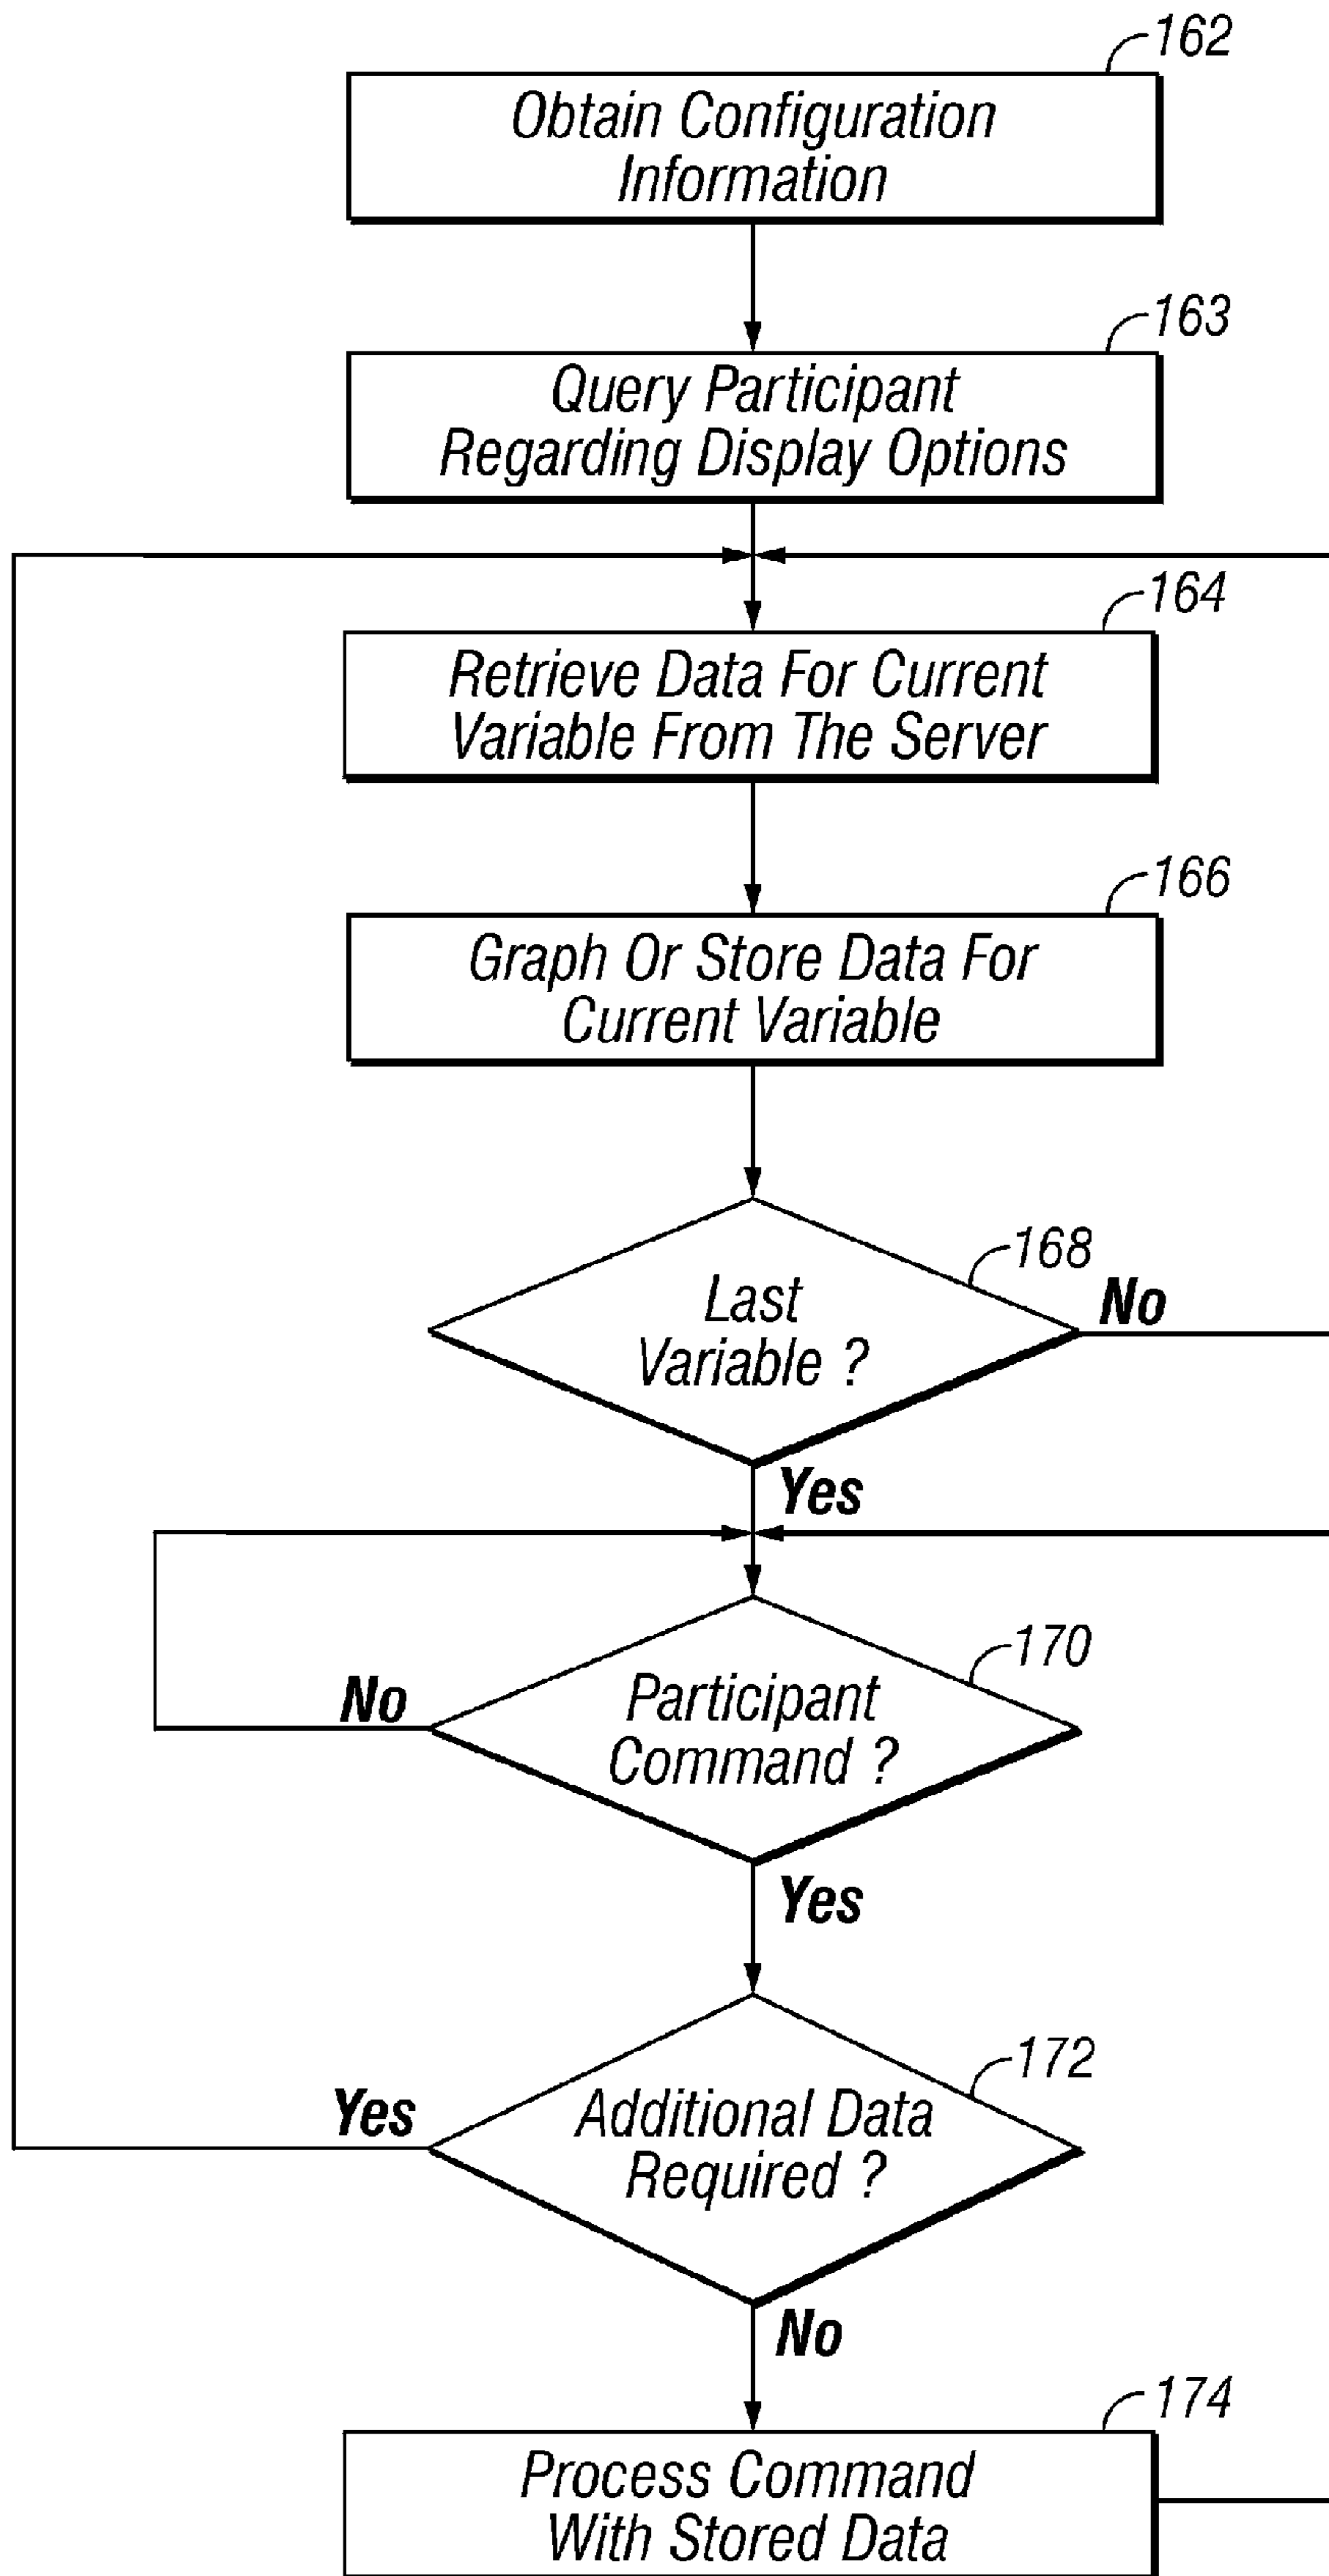 162
Obtain Configuration
Information
163
Query Participant
Regarding Display Options
164
Retrieve Data For Current
Variable From The Server
166
Graph Or Store Data For
Current Variable
168
Last
Variable ?
No
Yes
170
Participant
Command ?
No
Yes
172
Additional Data
Required ?
Yes
No
174
Process Command
With Stored Data